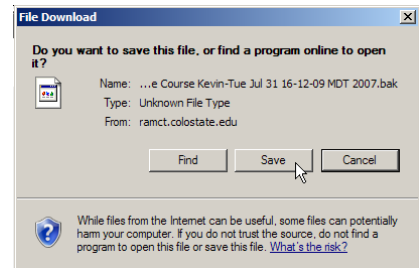 File Download
Do you want to save this file, or find a program online to open
it?
Name: ...e Course Kevin-Tue Jul 31 16-12-09 MDT 2007.bak
Type: Unknown File Type
From: ramct.colostate.edu
Find Save Cancel
While files from the Internet can be useful, some files can potentially
harm your computer. If you do not trust the source, do not find a
program to open this file or save this file. What's the risk?